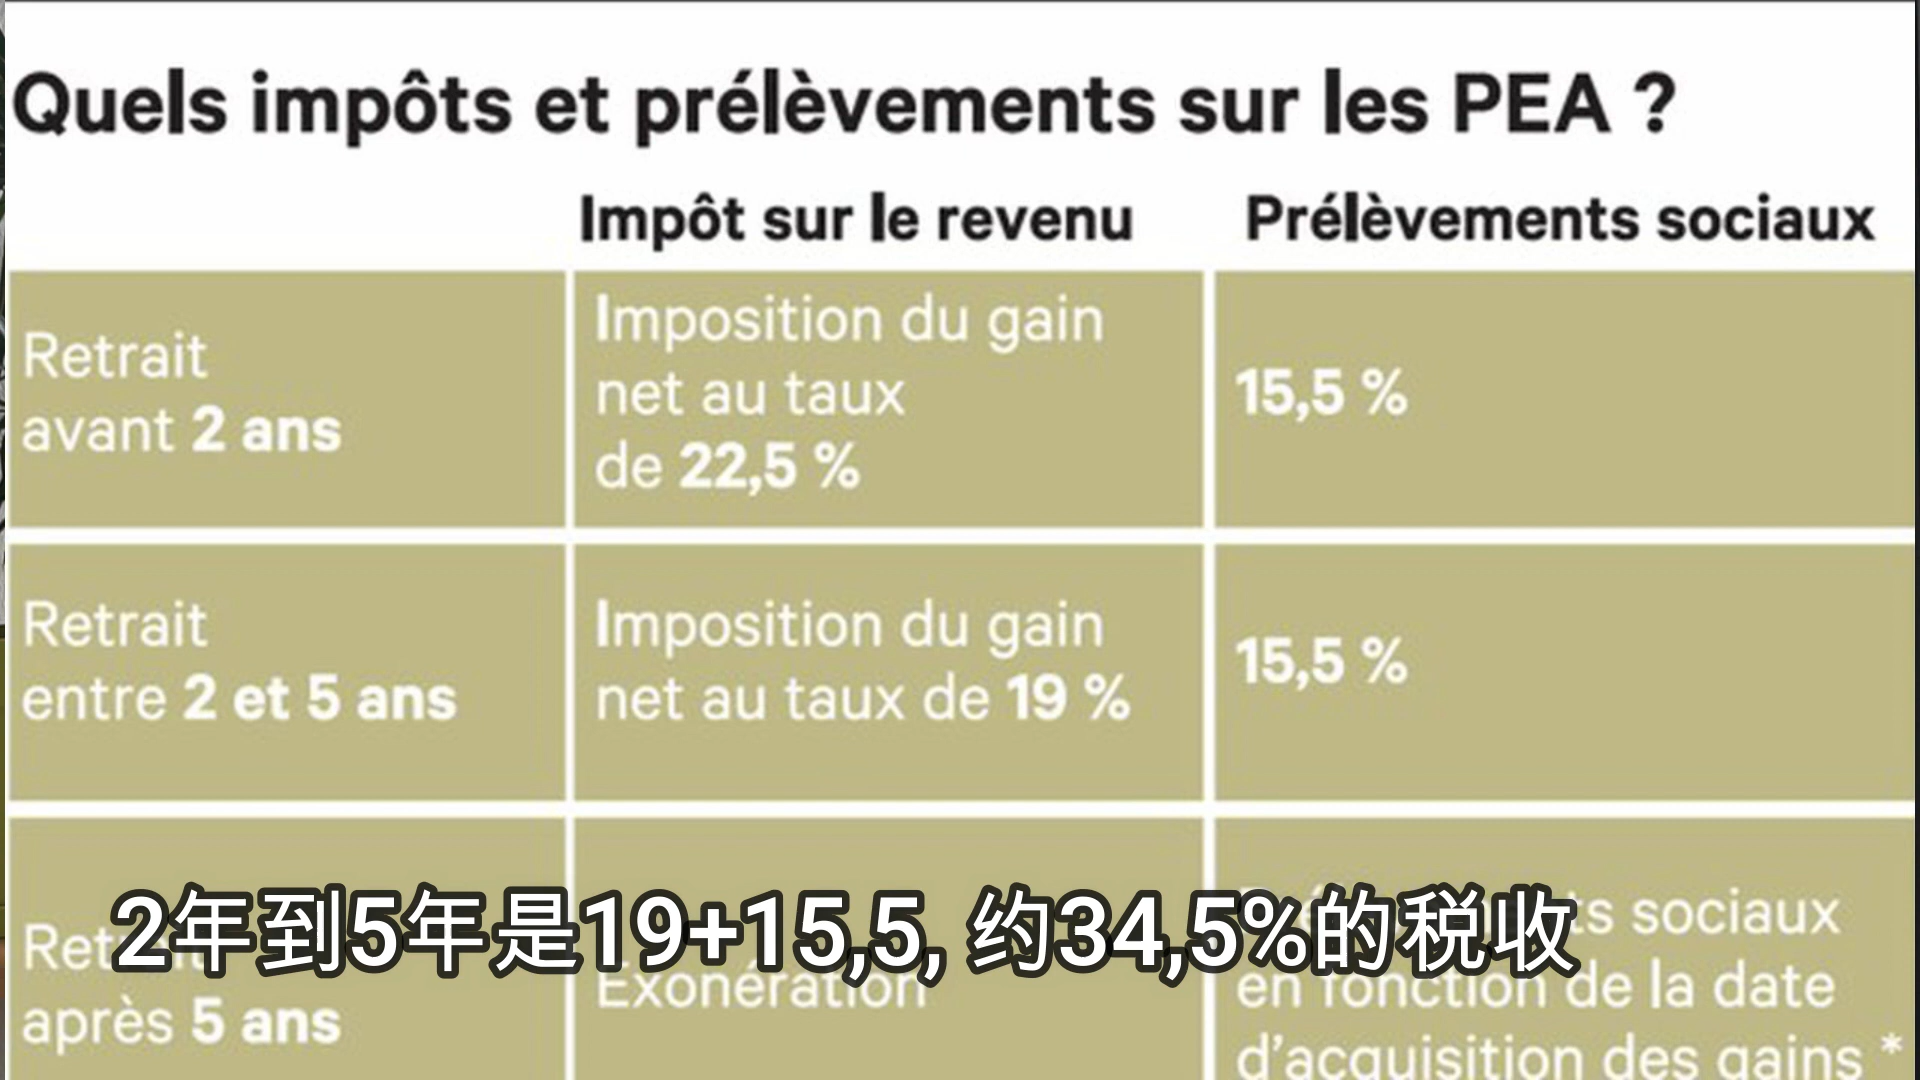 Quels impôts et prélèvements sur les PEA ?
Impôt sur le revenu
Prélèvements sociaux
Retrait
avant 2 ans
Imposition du gain
net au taux
de 22,5 %
15,5 %
Retrait
entre 2 et 5 ans
Imposition du gain
net au taux de 19 %
15,5 %
Retrait
après 5 ans
Exonération
Prélèvements sociaux
en fonction de la date
d'acquisition des gains *
2年到5年是19+15,5, 约34,5%的税收